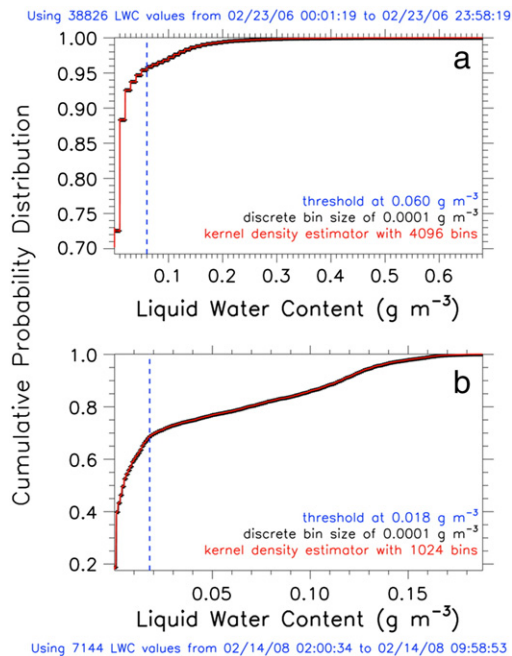 Using 38826 LWC values from 02/23/06 00:01:19 to 02/23/06 23:58:19
1.00
0.95
0.90
0.85
0.80
0.75
0.70
a
threshold at 0.060 g m⁻³
discrete bin size of 0.0001 g m⁻³
kernel density estimator with 4096 bins
0.1 0.2 0.3 0.4 0.5 0.6
Liquid Water Content (g m⁻³)
Cumulative Probability Distribution
1.0
0.8
0.6
0.4
0.2
b
threshold at 0.018 g m⁻³
discrete bin size of 0.0001 g m⁻³
kernel density estimator with 1024 bins
0.05 0.10 0.15
Liquid Water Content (g m⁻³)
Using 7144 LWC values from 02/14/08 02:00:34 to 02/14/08 09:58:53